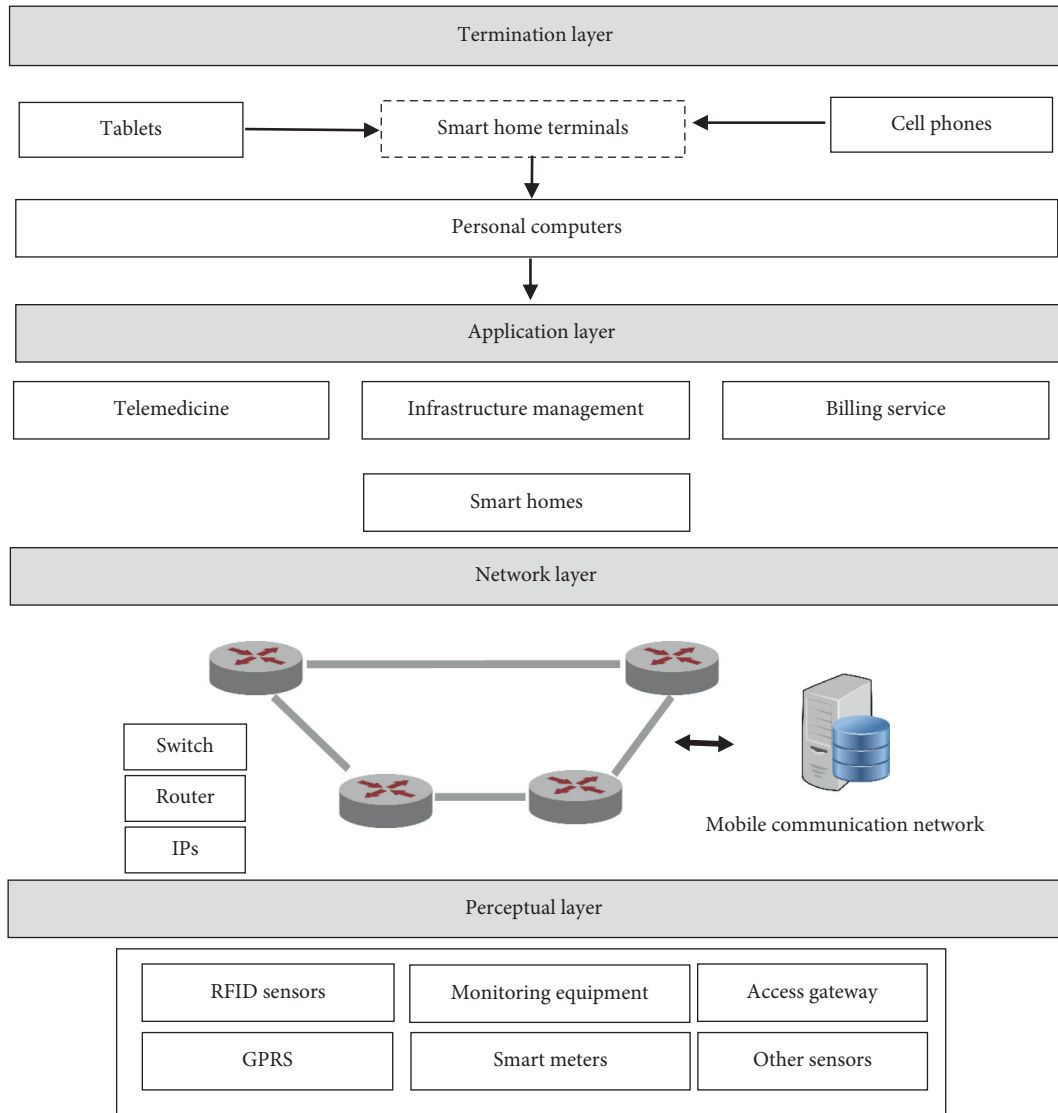 Termination layer
Tablets
Smart home terminals
Cell phones
Personal computers
Application layer
Telemedicine
Infrastructure management
Billing service
Smart homes
Network layer
Switch
Router
IPs
Mobile communication network
Perceptual layer
RFID sensors
Monitoring equipment
Access gateway
GPRS
Smart meters
Other sensors